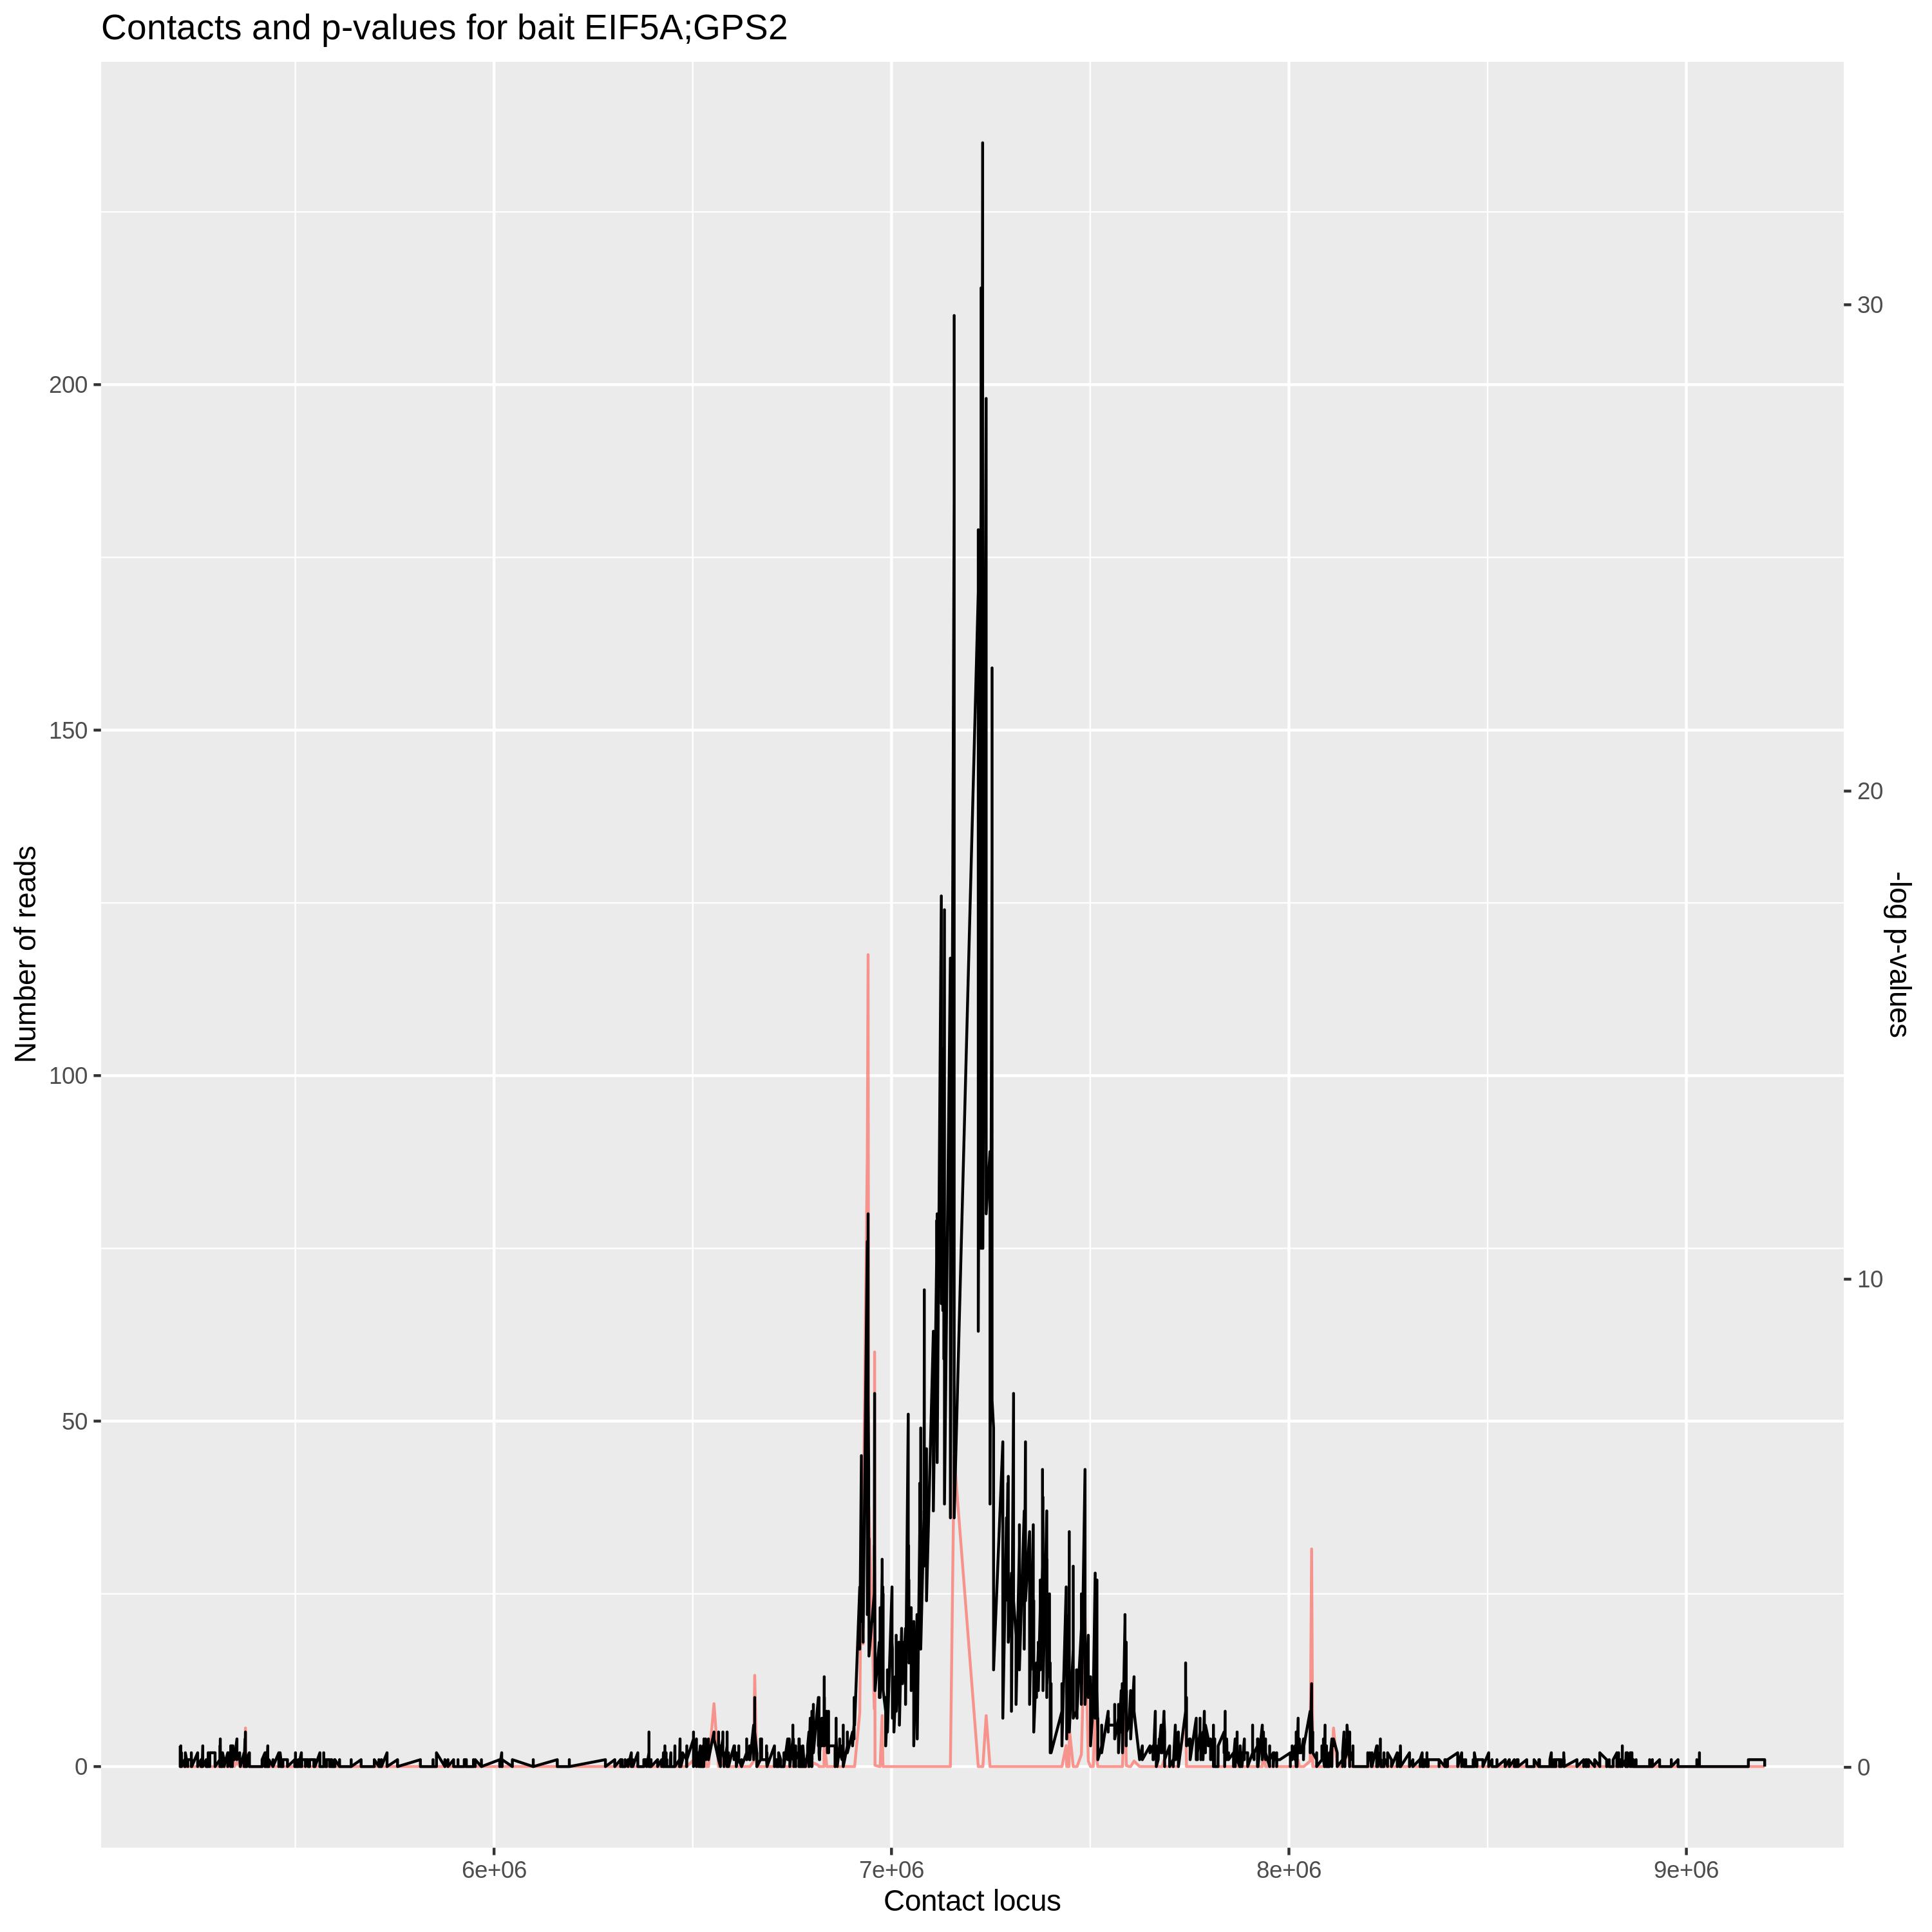 Contacts and p-values for bait EIF5A;GPS2
Number of reads
200
150
100
50
0
30
20
10
0
-log p-values
6e+06
7e+06
8e+06
9e+06
Contact locus